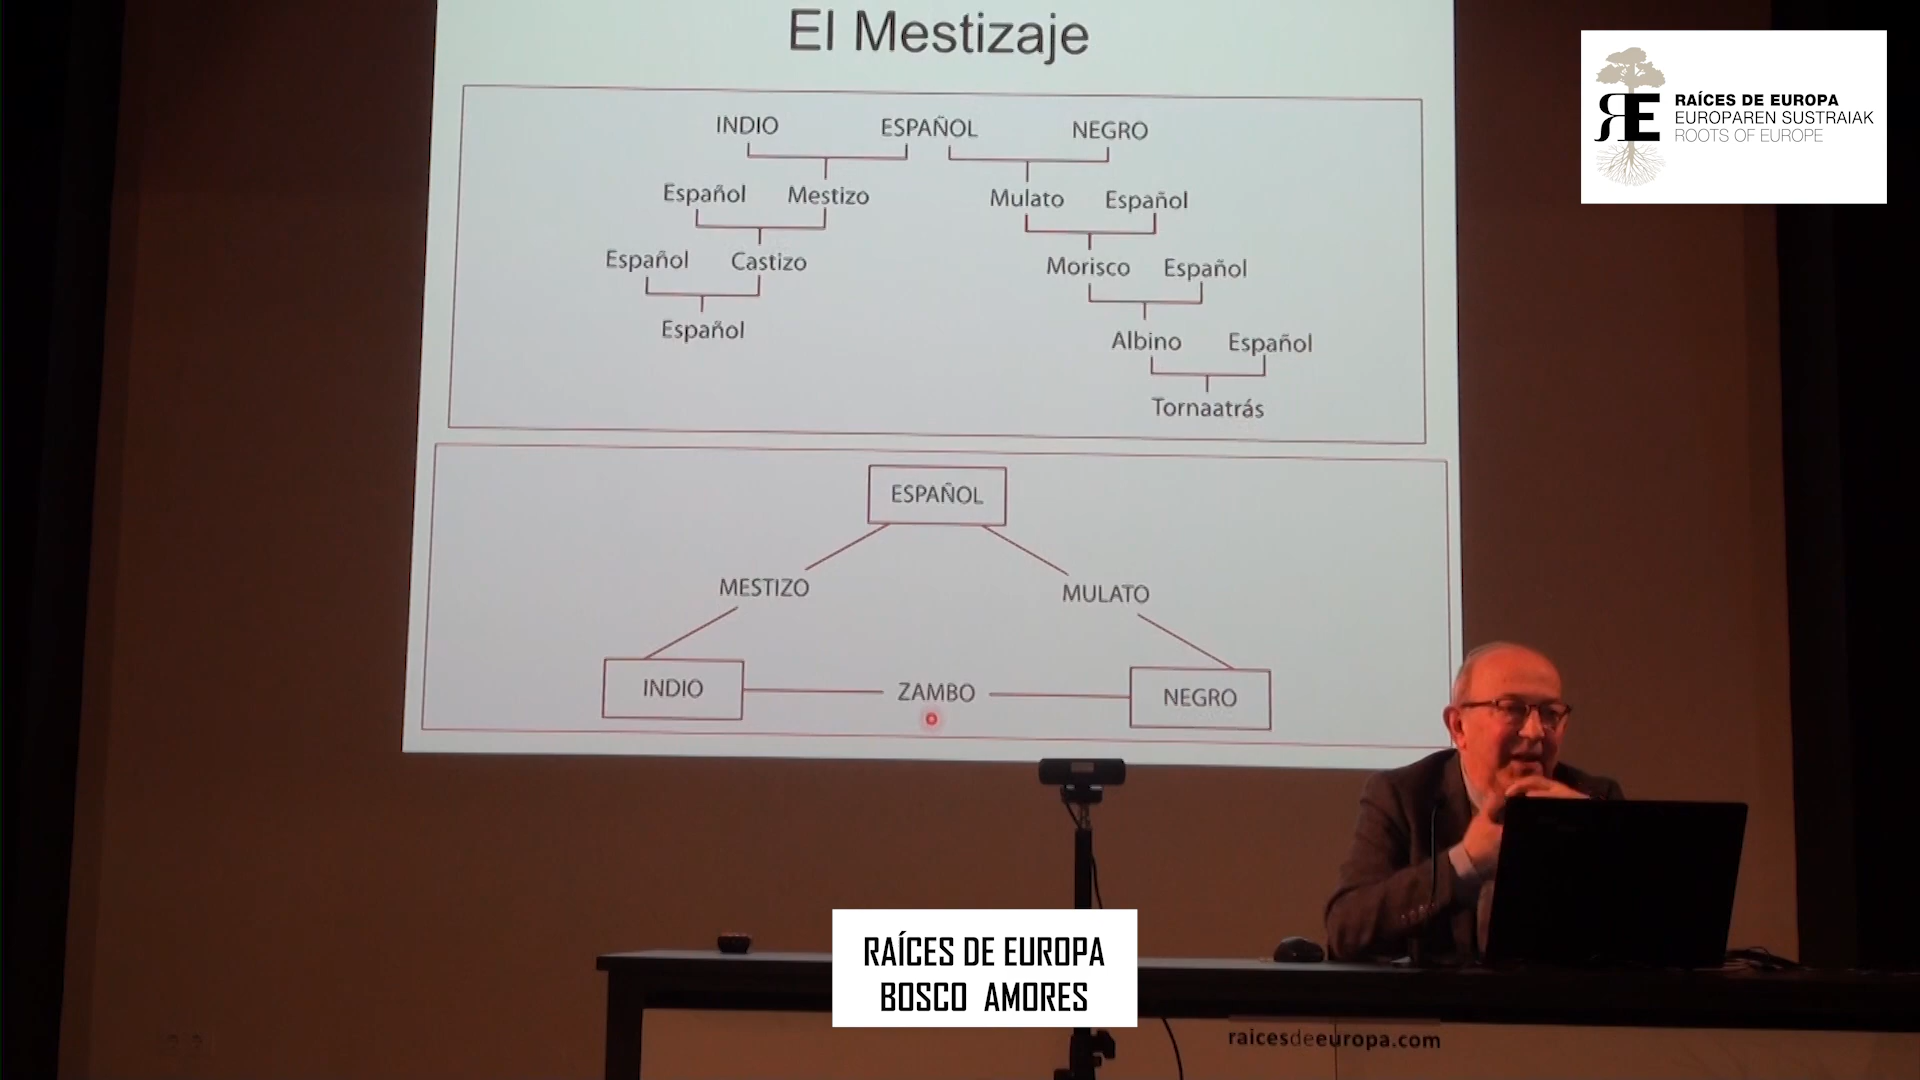 El Mestizaje
INDIO ESPAÑOL NEGRO
Español Mestizo Mulato Español
Español Castizo Morisco Español
Español Albino Español
Tornaatrás
ESPAÑOL
MESTIZO MULATO
INDIO ZAMBO NEGRO
RE
RAÍCES DE EUROPA
EUROPAREN SUSTRAIAK
ROOTS OF EUROPE
RAÍCES DE EUROPA
BOSCO AMORES
raicesdeeuropa.com